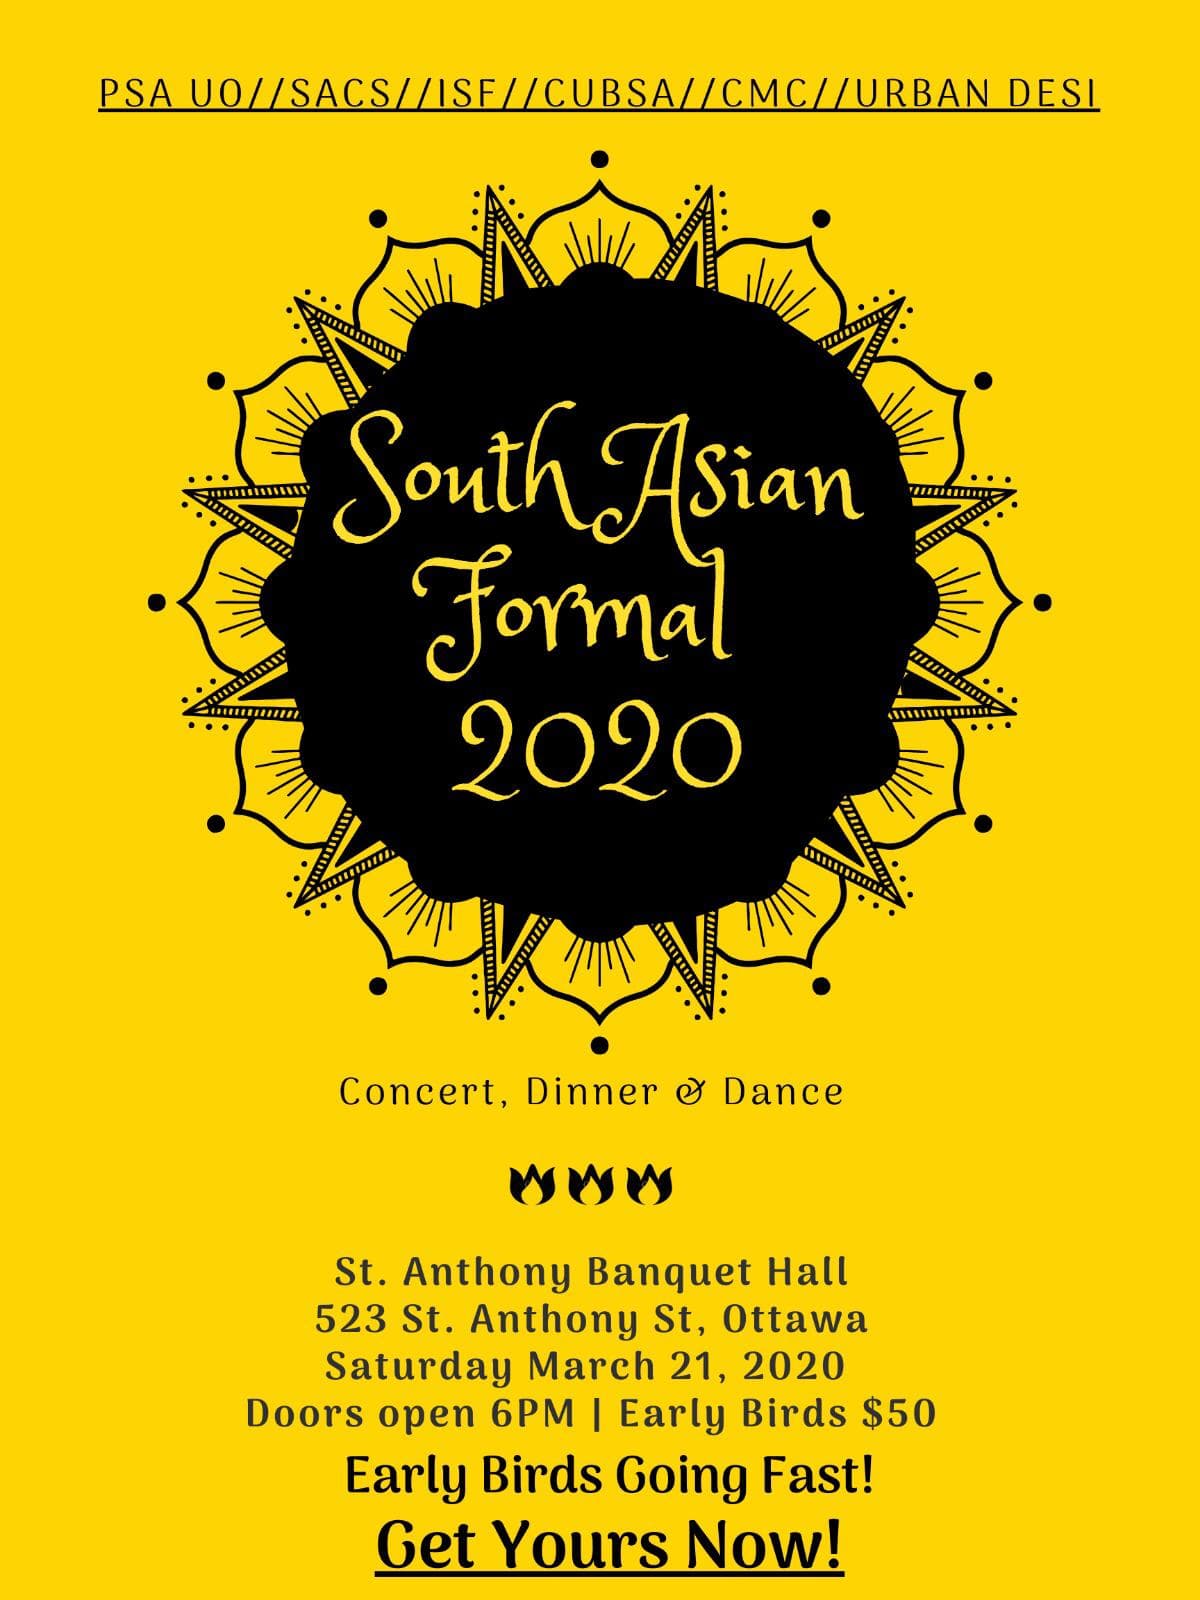 PSA UO//SACS//ISF//CUBSA//CMC//URBAN DESI
South Asian
Formal
2020
Concert, Dinner & Dance
St. Anthony Banquet Hall
523 St. Anthony St, Ottawa
Saturday March 21, 2020
Doors open 6PM | Early Birds $50
Early Birds Going Fast!
Get Yours Now!